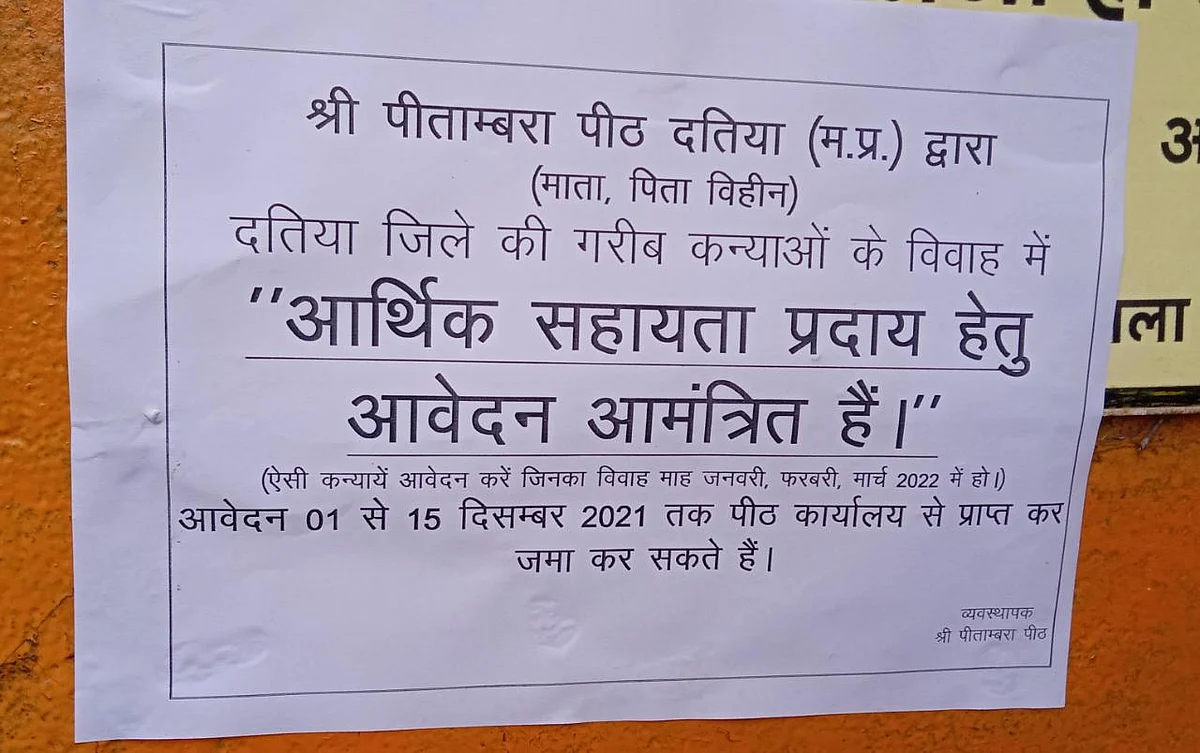 श्री पीताम्बरा पीठ दतिया (म.प्र.) द्वारा
(माता, पिता विहीन)
दतिया जिले की गरीब कन्याओं के विवाह में
"आर्थिक सहायता प्रदाय हेतु
आवेदन आमंत्रित हैं।"
(ऐसी कन्यायें आवेदन करें जिनका विवाह माह जनवरी, फरबरी, मार्च 2022 में हो।)
आवेदन 01 से 15 दिसम्बर 2021 तक पीठ कार्यालय से प्राप्त कर
जमा कर सकते हैं।
व्यवस्थापक
श्री पीताम्बरा पीठ